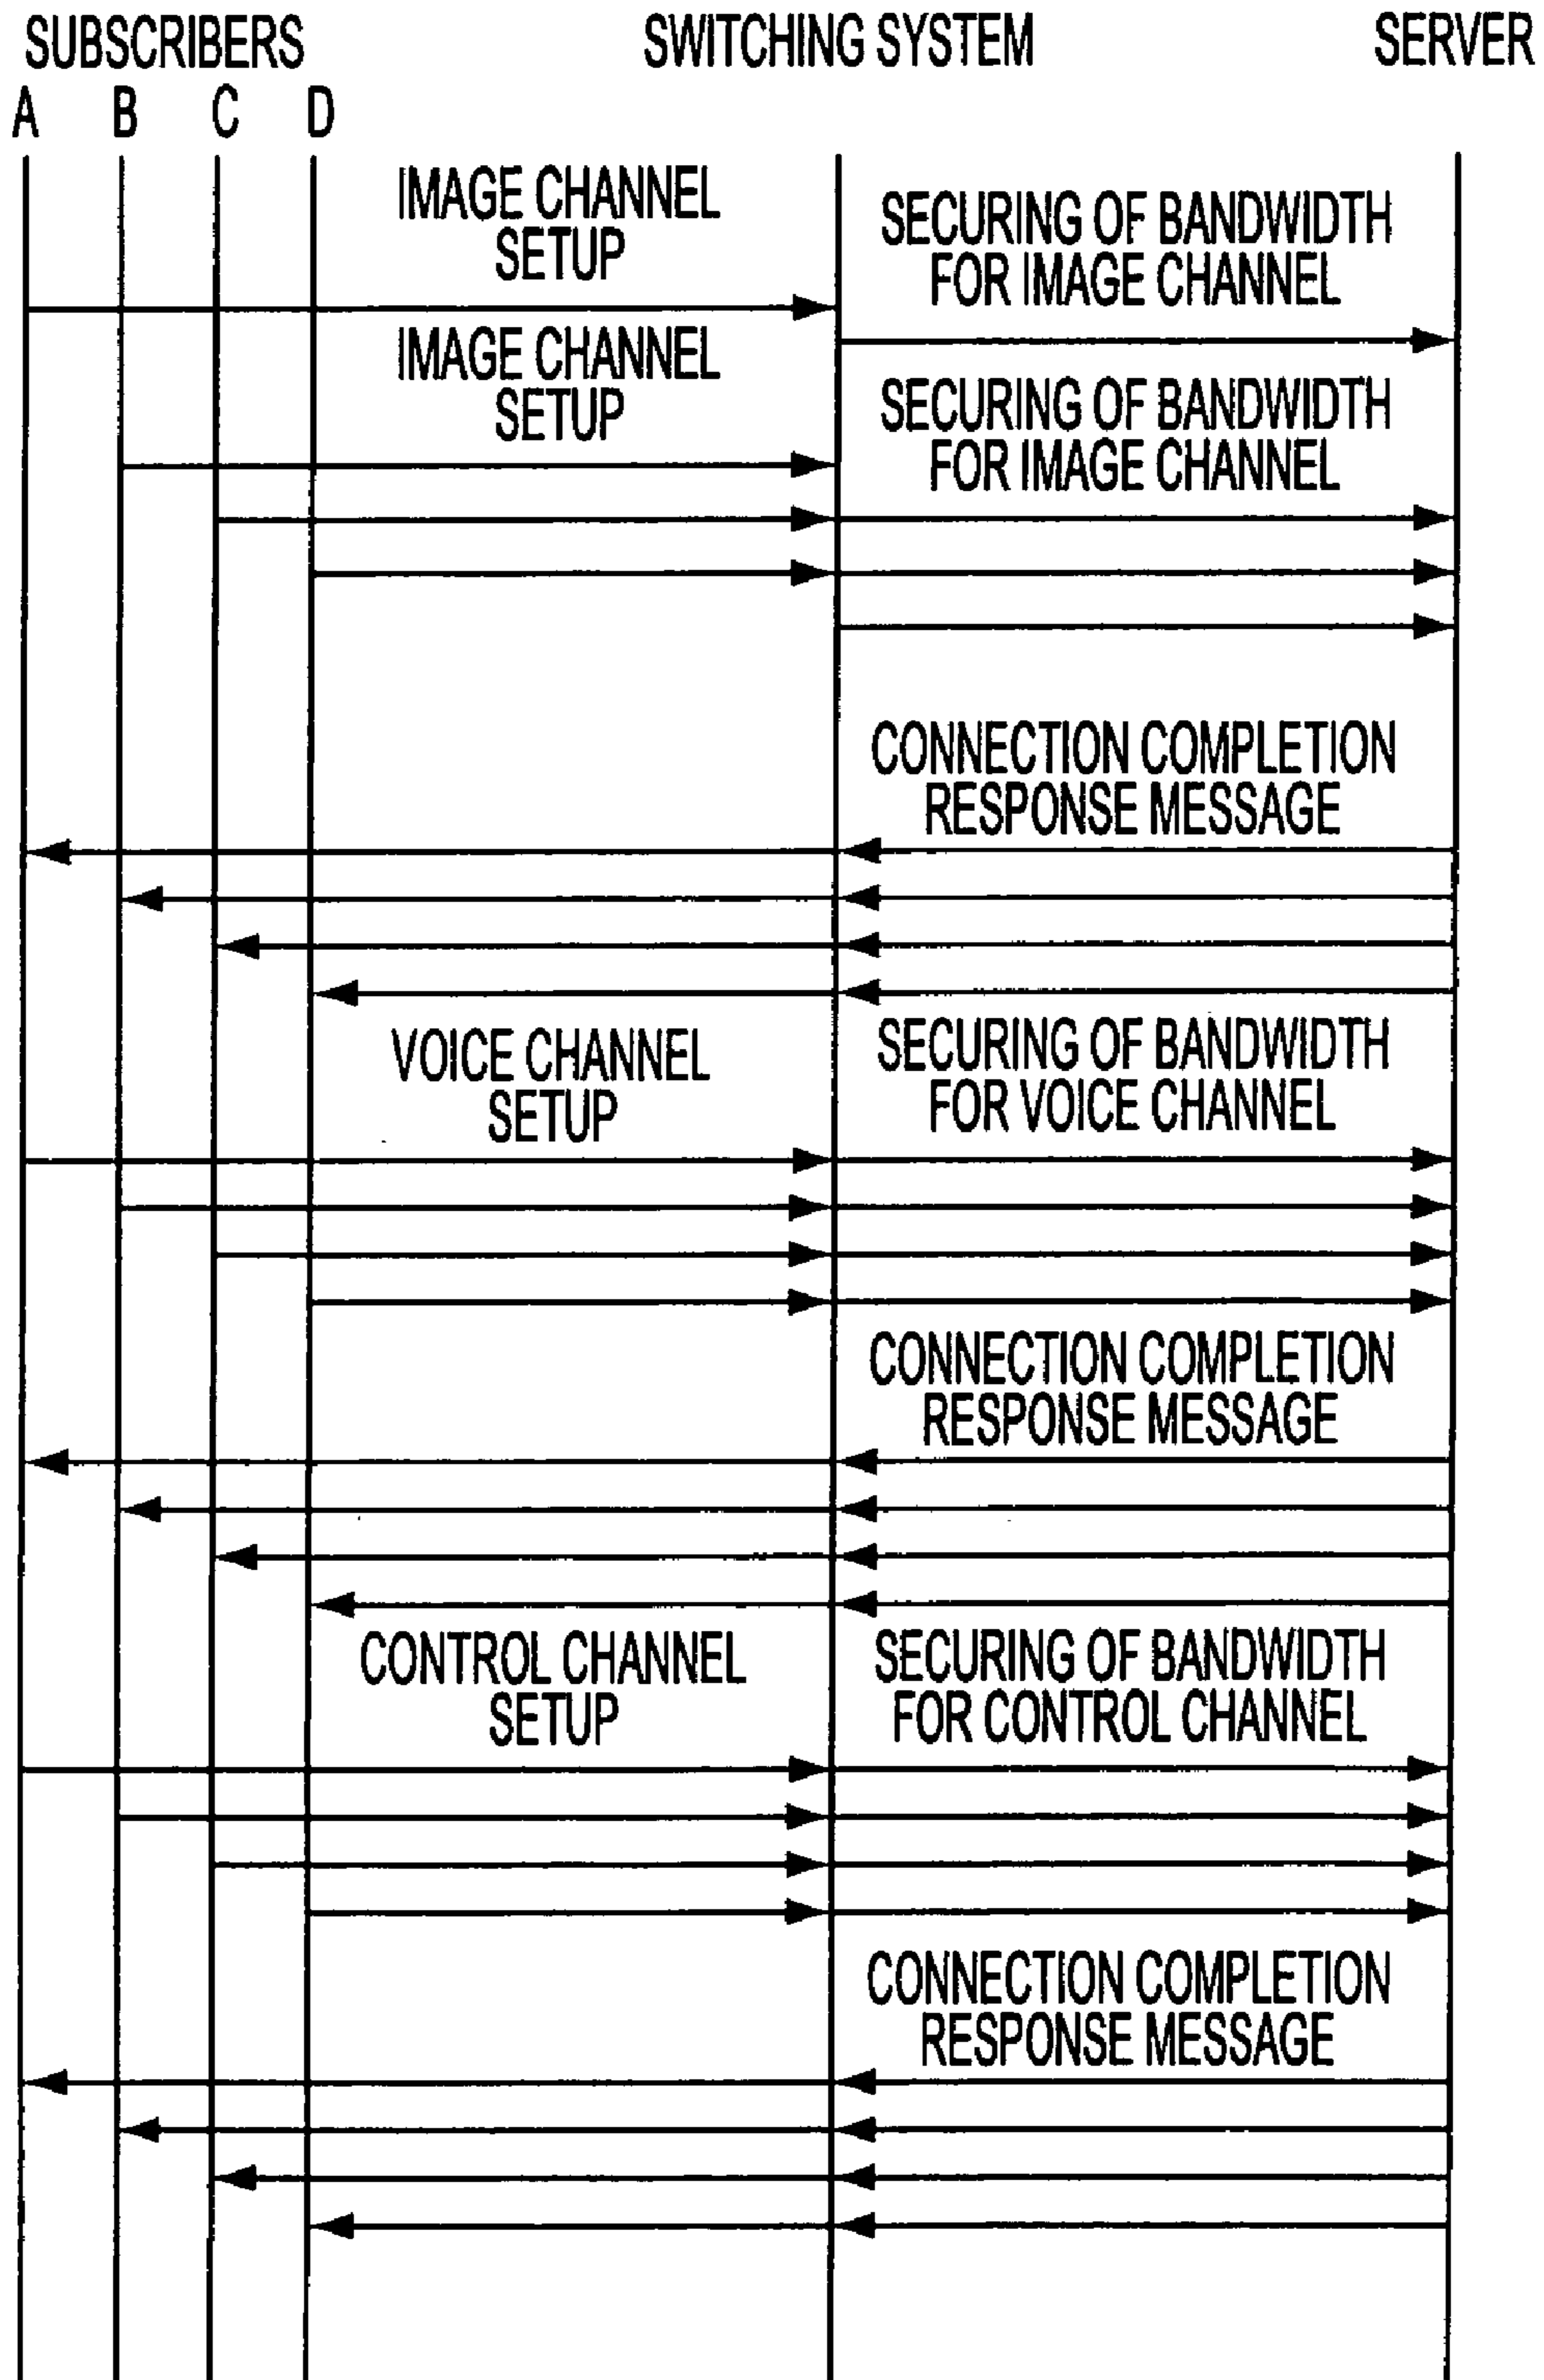 SUBSCRIBERS SWITCHING SYSTEM SERVER
A B C D
IMAGE CHANNEL
SETUP
SECURING OF BANDWIDTH
FOR IMAGE CHANNEL
IMAGE CHANNEL
SETUP
SECURING OF BANDWIDTH
FOR IMAGE CHANNEL
CONNECTION COMPLETION
RESPONSE MESSAGE
VOICE CHANNEL
SETUP
SECURING OF BANDWIDTH
FOR VOICE CHANNEL
CONNECTION COMPLETION
RESPONSE MESSAGE
CONTROL CHANNEL
SETUP
SECURING OF BANDWIDTH
FOR CONTROL CHANNEL
CONNECTION COMPLETION
RESPONSE MESSAGE